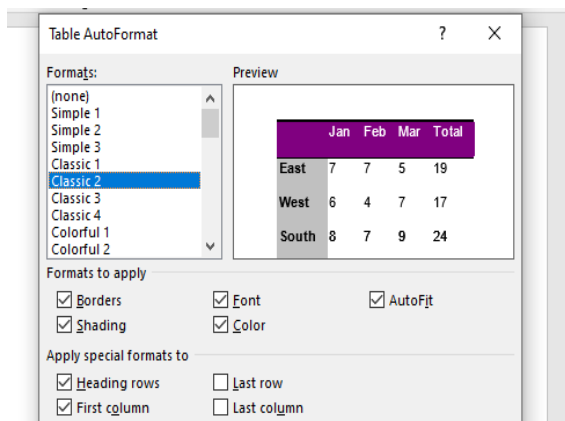 Table AutoFormat ?
Formats: Preview
(none)
Simple 1
Simple 2
Simple 3
Classic 1
Classic 2
Classic 3
Classic 4
Colorful 1
Colorful 2
Jan Feb Mar Total
East 7 7 5 19
West 6 4 7 17
South 8 7 9 24
Formats to apply
Borders Font AutoFit
Shading Color
Apply special formats to
Heading rows Last row
First column Last column